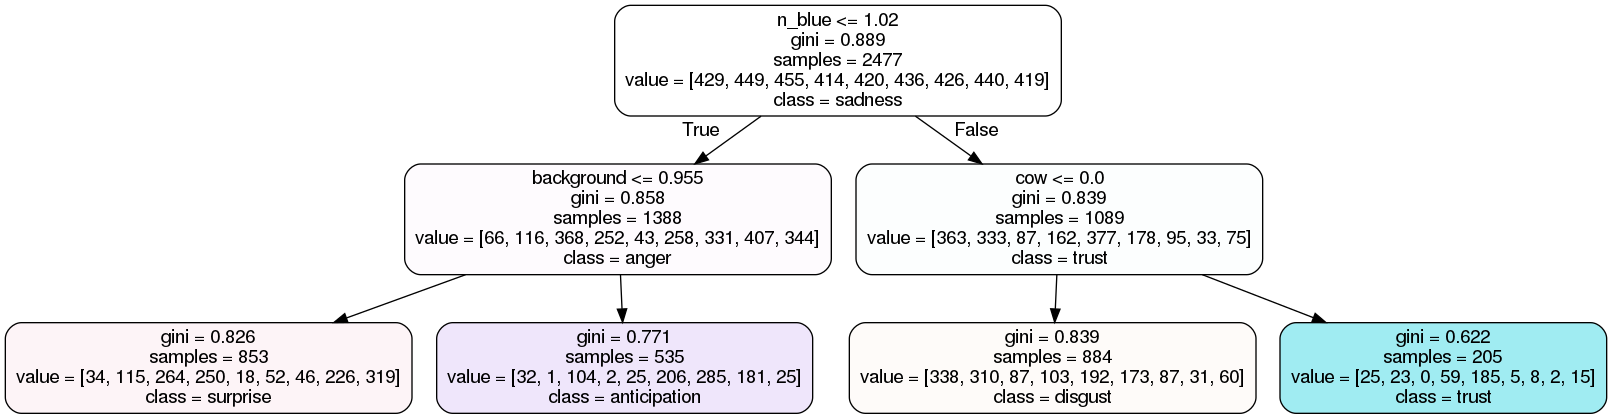 n_blue <= 1.02
gini = 0.889
samples = 2477
value = [429, 449, 455, 414, 420, 436, 426, 440, 419]
class = sadness
True
False
background <= 0.955
gini = 0.858
samples = 1388
value = [66, 116, 368, 252, 43, 258, 331, 407, 344]
class = anger
cow <= 0.0
gini = 0.839
samples = 1089
value = [363, 333, 87, 162, 377, 178, 95, 33, 75]
class = trust
gini = 0.826
samples = 853
value = [34, 115, 264, 250, 18, 52, 46, 226, 319]
class = surprise
gini = 0.771
samples = 535
value = [32, 1, 104, 2, 25, 206, 285, 181, 25]
class = anticipation
gini = 0.839
samples = 884
value = [338, 310, 87, 103, 192, 173, 87, 31, 60]
class = disgust
gini = 0.622
samples = 205
value = [25, 23, 0, 59, 185, 5, 8, 2, 15]
class = trust